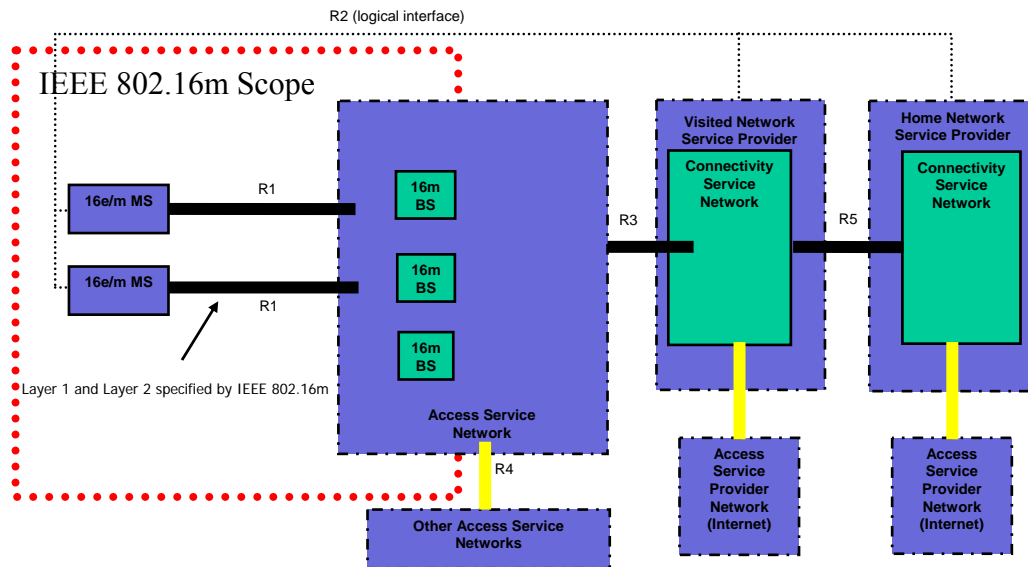 R2 (logical interface)
IEEE 802.16m Scope
16e/m MS
R1
16e/m MS
R1
Layer 1 and Layer 2 specified by IEEE 802.16m
16m
BS
16m
BS
16m
BS
Access Service
Network
R4
Other Access Service
Networks
R3
Visited Network
Service Provider
Connectivity
Service
Network
R5
Home Network
Service Provider
Connectivity
Service
Network
Access
Service
Provider
Network
(Internet)
Access
Service
Provider
Network
(Internet)